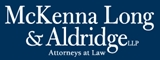 McKenna Long
& Aldridge LLP
Attorneys at Law